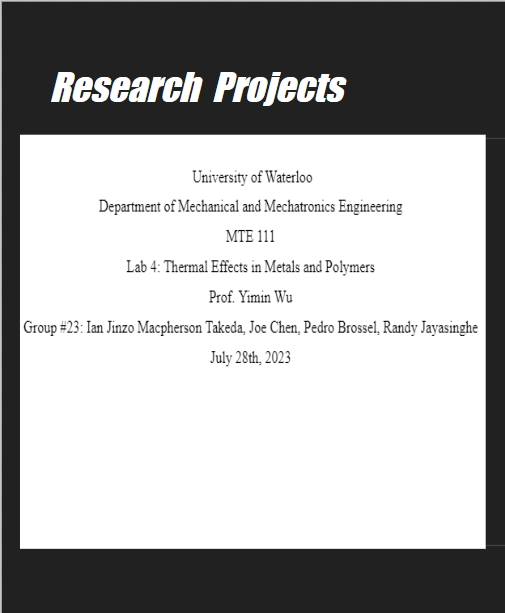 Research Projects
University of Waterloo
Department of Mechanical and Mechatronics Engineering
MTE 111
Lab 4: Thermal Effects in Metals and Polymers
Prof. Yimin Wu
Group #23: Ian Jinzo Macpherson Takeda, Joe Chen, Pedro Brossel, Randy Jayasinghe
July 28th, 2023